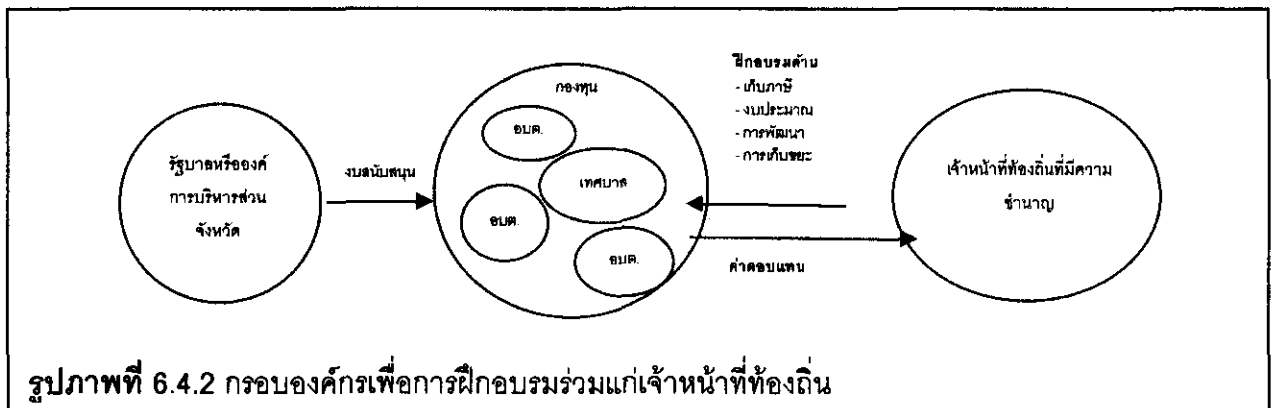 รัฐบาลหรือองค์
การบริหารส่วน
จังหวัด
งบสนับสนุน
กองทุน
อบต.
เทศบาล
อบต.
อบต.
ฝึกอบรมด้าน
- เก็บภาษี
- งบประมาณ
- การพัฒนา
- การเก็บขยะ
ค่าตอบแทน
เจ้าหน้าที่ท้องถิ่นที่มีความ
ชำนาญ
รูปภาพที่ 6.4.2 กรอบองค์กรเพื่อการฝึกอบรมร่วมแก่เจ้าหน้าที่ท้องถิ่น